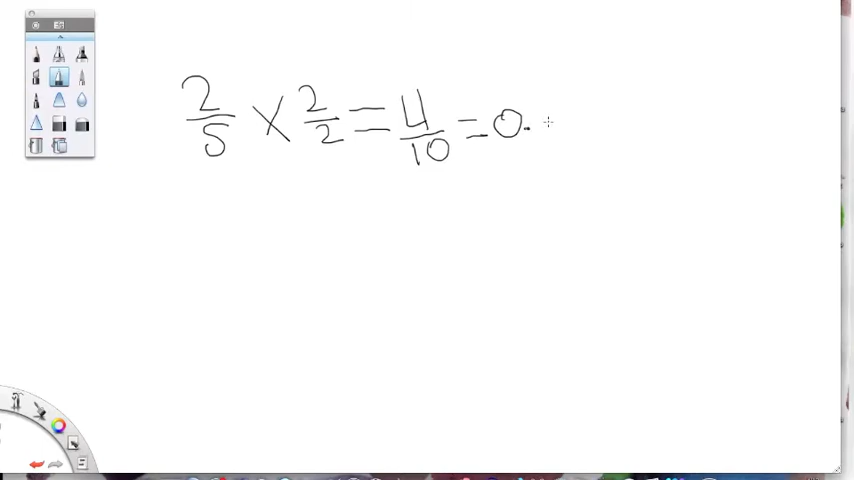 2/5 × 2/2 = 4/10 = 0.